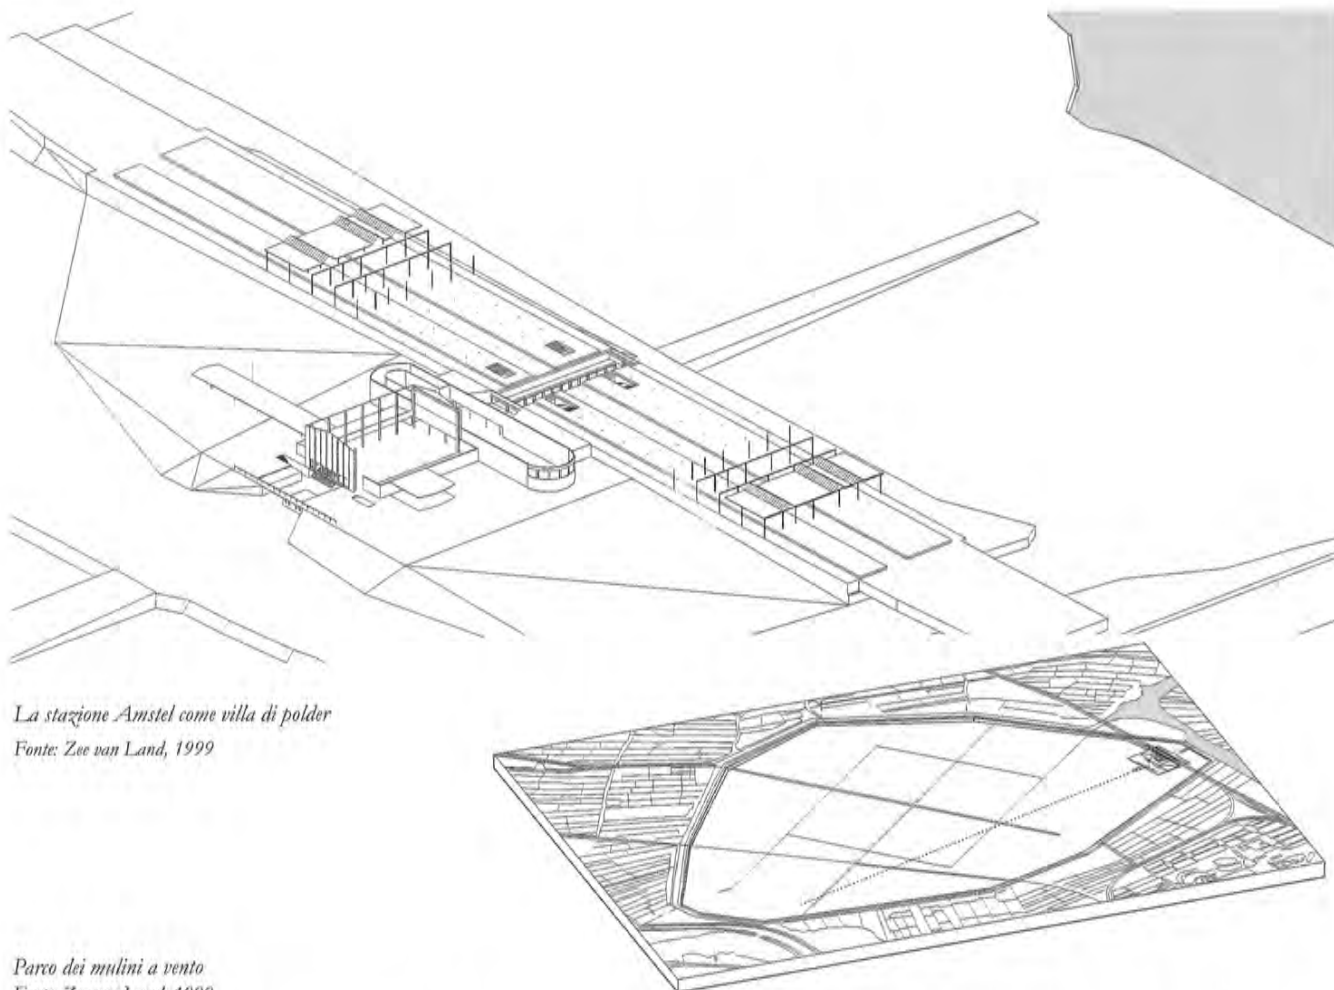 La stazione Amstel come villa di polder
Fonte: Zee van Land, 1999
Parco dei mulini a vento